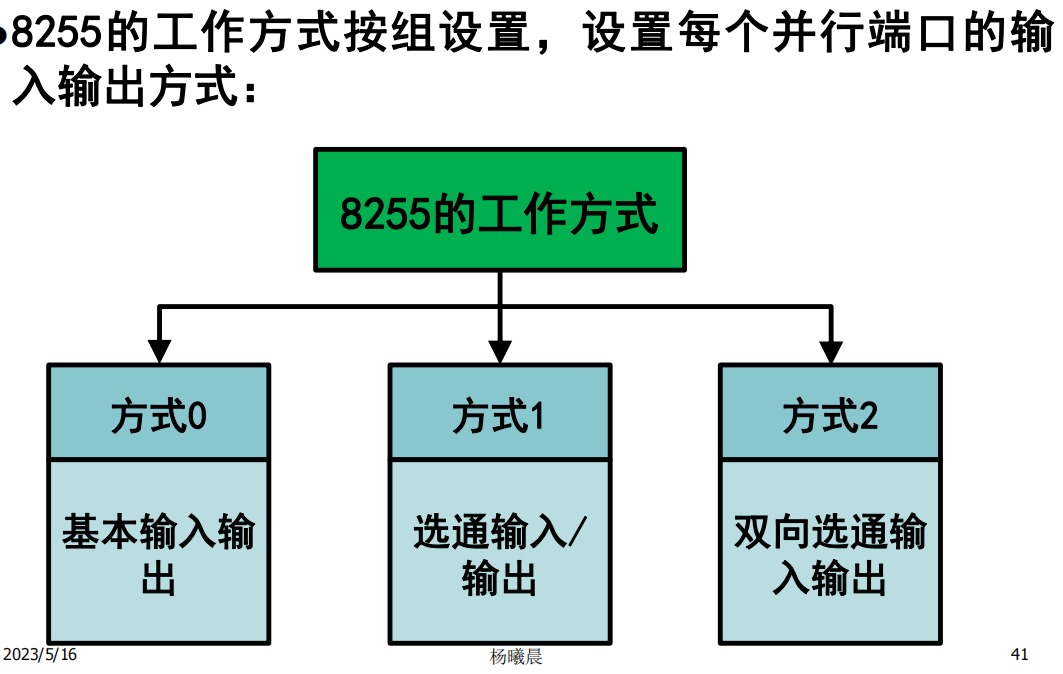 •8255的工作方式按组设置，设置每个并行端口的输
入输出方式：
8255的工作方式
方式0
方式1
方式2
基本输入输
出
选通输入/
输出
双向选通输
入输出
2023/5/16
杨曦晨
41